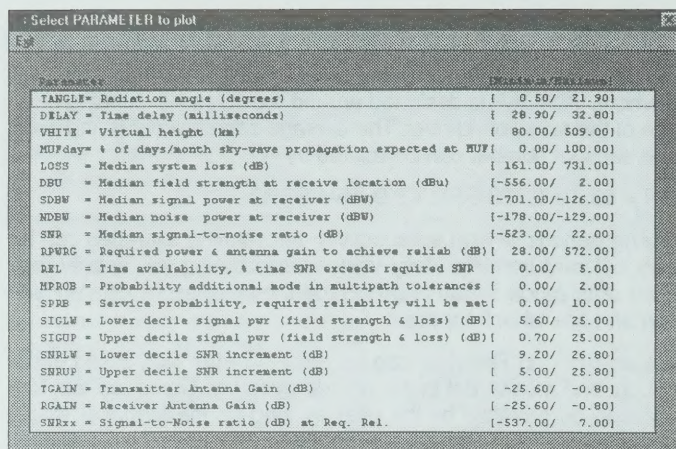 Select PARAMETER to plot
Exit
Parameter [Minimum/Maximum]
TANGLE= Radiation angle (degrees) [ 0.50/ 21.90]
DELAY = Time delay (milliseconds) [ 28.90/ 32.80]
VHITE = Virtual height (km) [ 80.00/ 509.00]
MUFday= % of days/month sky-wave propagation expected at MUF[ 0.00/ 100.00]
LOSS = Median system loss (dB) [ 161.00/ 731.00]
DBU = Median field strength at receive location (dBu) [-556.00/ 2.00]
SDBW = Median signal power at receiver (dBW) [-701.00/-126.00]
NDBW = Median noise power at receiver (dBW) [-178.00/-129.00]
SNR = Median signal-to-noise ratio (dB) [-523.00/ 22.00]
RPWRG = Required power & antenna gain to achieve reliab (dB)[ 28.00/ 572.00]
REL = Time availability, % time SNR exceeds required SNR [ 0.00/ 5.00]
MPROB = Probability additional mode in multipath tolerances [ 0.00/ 2.00]
SPRB = Service probability, required reliabilty will be met[ 0.00/ 10.00]
SIGLW = Lower decile signal pwr (field strength & loss) (dB)[ 5.60/ 25.00]
SIGUP = Upper decile signal pwr (field strength & loss) (dB)[ 0.70/ 25.00]
SNRLW = Lower decile SNR increment (dB) [ 9.20/ 26.80]
SNRUP = Upper decile SNR increment (dB) [ 5.00/ 25.80]
TGAIN = Transmitter Antenna Gain (dB) [ -25.60/ -0.80]
RGAIN = Receiver Antenna Gain (dB) [ -25.60/ -0.80]
SNRxx = Signal-to-Noise ratio (dB) at Req. Rel. [-537.00/ 7.00]